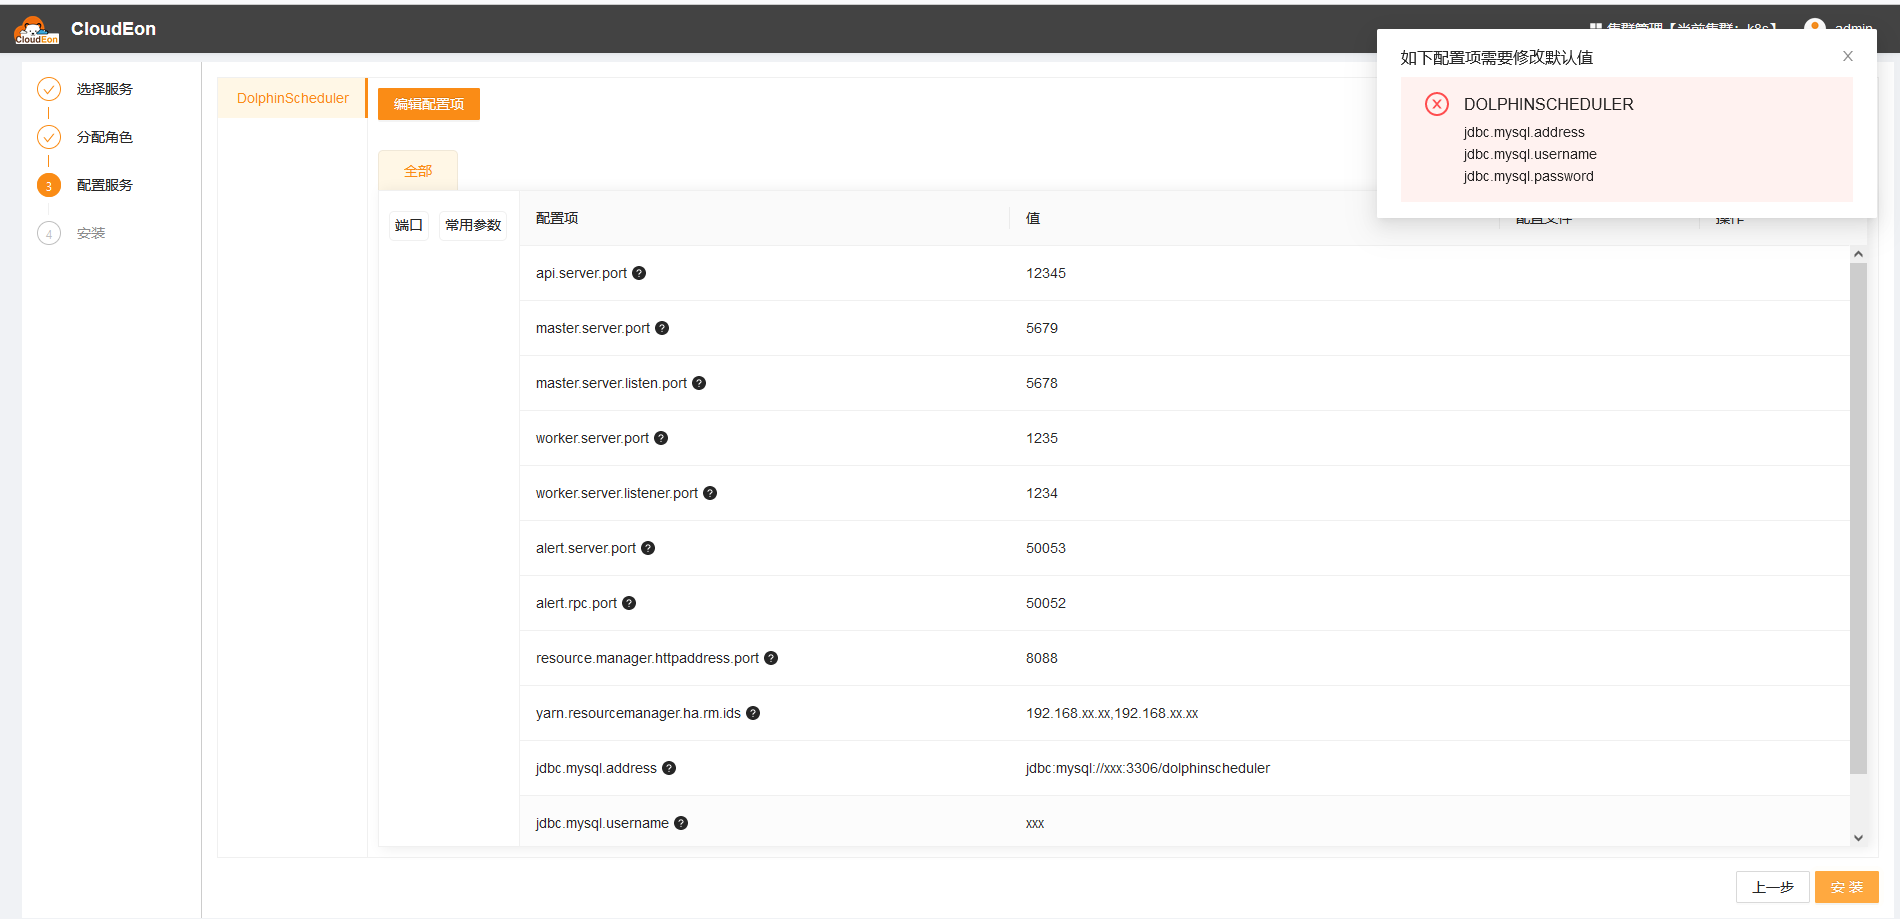 CloudEon
CloudEon
集群管理【当前集群：k8s】
admin
选择服务
分配角色
3 配置服务
4 安装
DolphinScheduler
编辑配置项
全部
端口
常用参数
如下配置项需要修改默认值
DOLPHINSCHEDULER
jdbc.mysql.address
jdbc.mysql.username
jdbc.mysql.password
配置项 值 配置文件 操作
api.server.port ? 12345
master.server.port ? 5679
master.server.listen.port ? 5678
worker.server.port ? 1235
worker.server.listener.port ? 1234
alert.server.port ? 50053
alert.rpc.port ? 50052
resource.manager.httpaddress.port ? 8088
yarn.resourcemanager.ha.rm.ids ? 192.168.xx.xx,192.168.xx.xx
jdbc.mysql.address ? jdbc:mysql://xxx:3306/dolphinscheduler
jdbc.mysql.username ? xxx
上一步
安 装